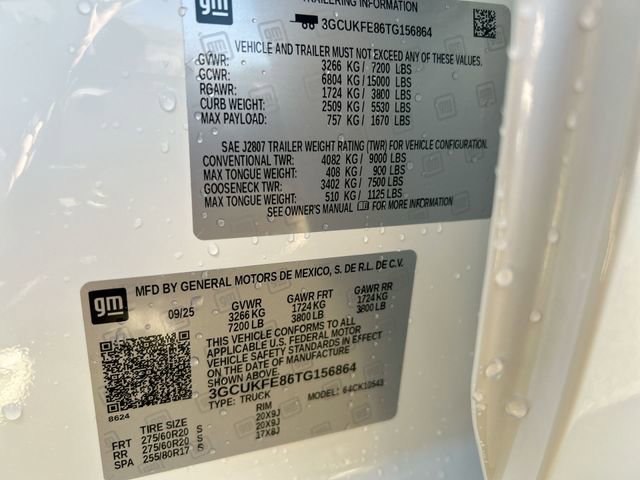 gm
TRAILERING INFORMATION
3GCUKFE86TG156864
VEHICLE AND TRAILER MUST NOT EXCEED ANY OF THESE VALUES.
GVWR: 3266 KG / 7200 LBS
GCWR: 6804 KG / 15000 LBS
RGAWR: 1724 KG / 3800 LBS
CURB WEIGHT: 2509 KG / 5530 LBS
MAX PAYLOAD: 757 KG / 1670 LBS
SAE J2807 TRAILER WEIGHT RATING (TWR) FOR VEHICLE CONFIGURATION.
CONVENTIONAL TWR: 4082 KG / 9000 LBS
MAX TONGUE WEIGHT: 408 KG / 900 LBS
GOOSENECK TWR: 3402 KG / 7500 LBS
MAX TONGUE WEIGHT: 510 KG / 1125 LBS
SEE OWNER'S MANUAL FOR MORE INFORMATION.
gm
MFD BY GENERAL MOTORS DE MEXICO, S. DE R.L. DE C.V.
09/25 GVWR GAWR FRT GAWR RR
3266 KG 1724 KG 1724 KG
7200 LB 3800 LB 3800 LB
THIS VEHICLE CONFORMS TO ALL
APPLICABLE U.S. FEDERAL MOTOR
VEHICLE SAFETY STANDARDS IN EFFECT
ON THE DATE OF MANUFACTURE
SHOWN ABOVE.
3GCUKFE86TG156864
TYPE: TRUCK MODEL: 64CK10543
8624
TIRE SIZE RIM
FRT 275/60R20 S 20X9J
RR 275/60R20 S 20X9J
SPA 255/80R17 S 17X8J